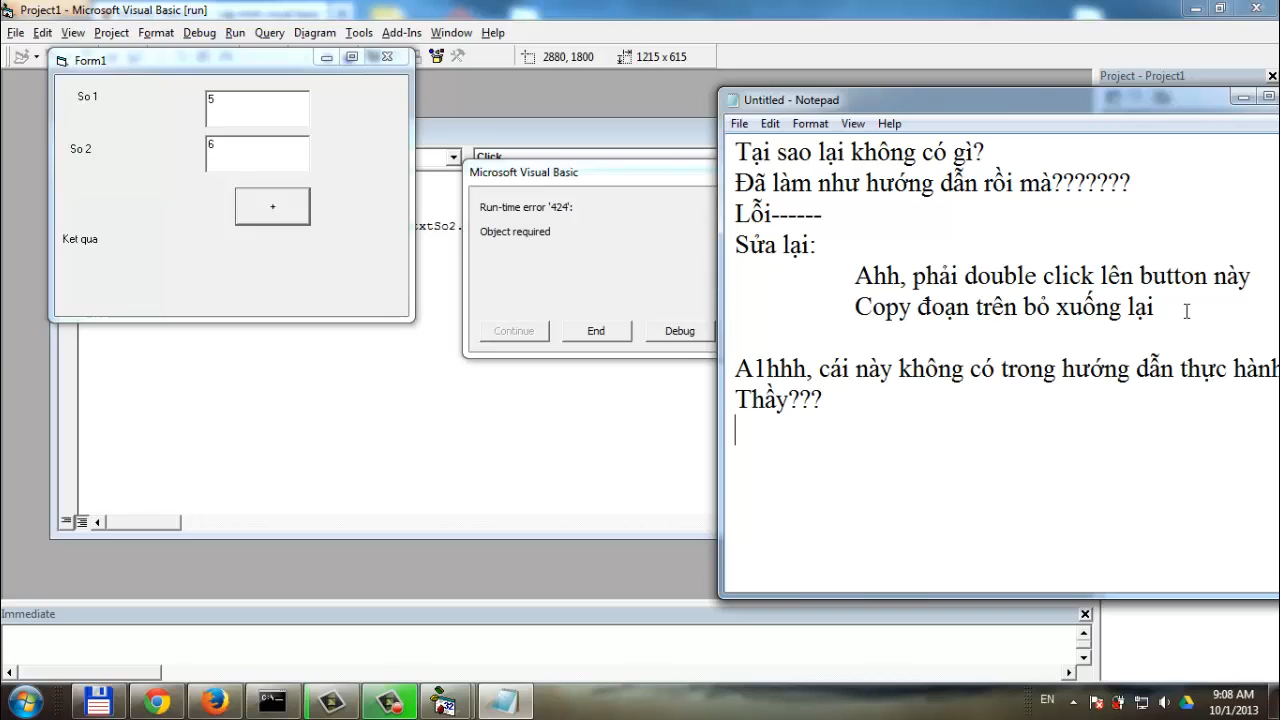 Project1 - Microsoft Visual Basic [run]
File Edit View Project Format Debug Run Query Diagram Tools Add-Ins Window Help
2880, 1800 1215 x 615
Form1
So 1
5
So 2
6
+
Ket qua
Click
txtSo2.
Microsoft Visual Basic
Run-time error '424':
Object required
Continue End Debug
Project - Project1
Untitled - Notepad
File Edit Format View Help
Tại sao lại không có gì?
Đã làm như hướng dẫn rồi mà???????
Lỗi------
Sửa lại:
Ahh, phải double click lên button này
Copy đoạn trên bỏ xuống lại
A1hhh, cái này không có trong hướng dẫn thực hành
Thầy???
Immediate
EN
9:08 AM
10/1/2013